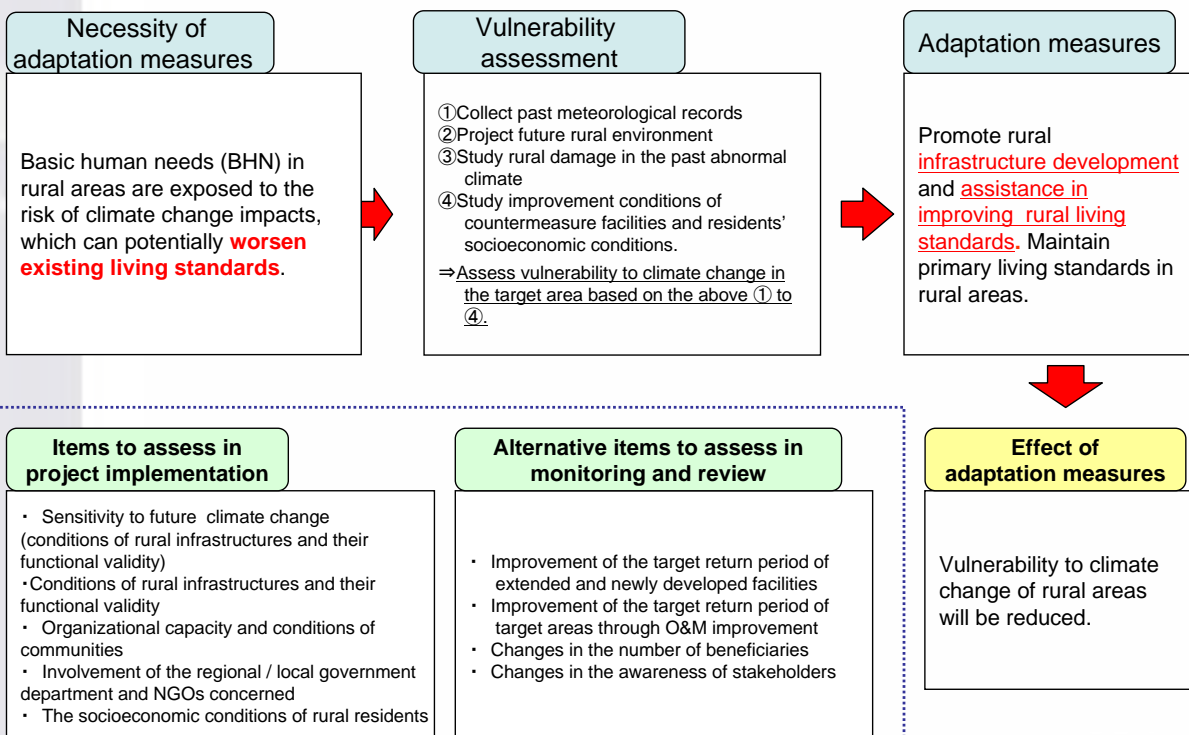 Necessity of
adaptation measures
Basic human needs (BHN) in
rural areas are exposed to the
risk of climate change impacts,
which can potentially worsen
existing living standards.
Vulnerability
assessment
①Collect past meteorological records
②Project future rural environment
③Study rural damage in the past abnormal
climate
④Study improvement conditions of
countermeasure facilities and residents’
socioeconomic conditions.
⇒Assess vulnerability to climate change in
the target area based on the above ① to
④.
Adaptation measures
Promote rural
infrastructure development
and assistance in
improving rural living
standards. Maintain
primary living standards in
rural areas.
Items to assess in
project implementation
・ Sensitivity to future climate change
(conditions of rural infrastructures and their
functional validity)
・Conditions of rural infrastructures and their
functional validity
・ Organizational capacity and conditions of
communities
・ Involvement of the regional / local government
department and NGOs concerned
・ The socioeconomic conditions of rural residents
Alternative items to assess in
monitoring and review
・ Improvement of the target return period of
extended and newly developed facilities
・ Improvement of the target return period of
target areas through O&M improvement
・ Changes in the number of beneficiaries
・ Changes in the awareness of stakeholders
Effect of
adaptation measures
Vulnerability to climate
change of rural areas
will be reduced.